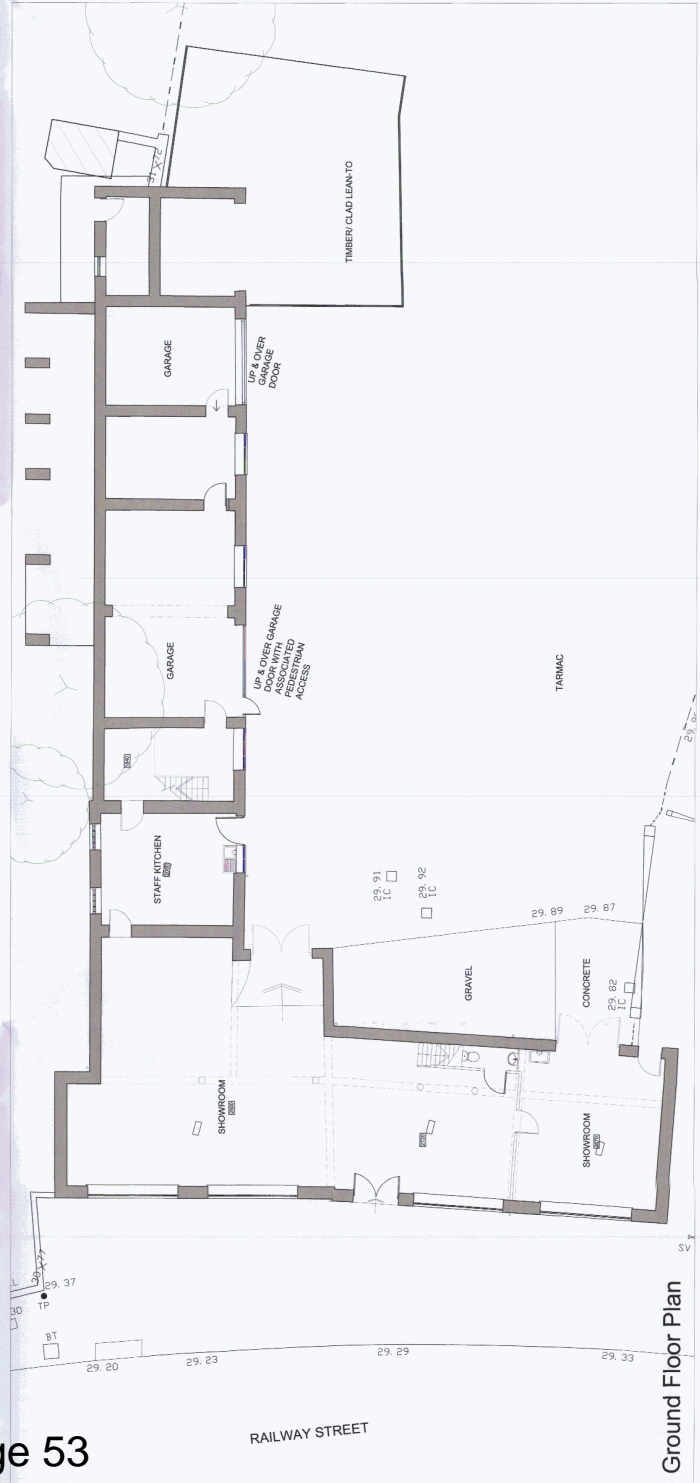 TIMBER/ CLAD LEAN-TO
GARAGE
UP & OVER
GARAGE
DOOR
GARAGE
UP & OVER GARAGE
DOOR WITH
ASSOCIATED
PEDESTRIAN
ACCESS
TARMAC
STAFF KITCHEN
29. 91
IC
29. 92
IC
29. 89
29. 87
GRAVEL
CONCRETE
29. 82
IC
SHOWROOM
SHOWROOM
SV
29. 37
TP
30
BT
29. 20
29. 23
29. 29
29. 33
RAILWAY STREET
Ground Floor Plan
ge 53